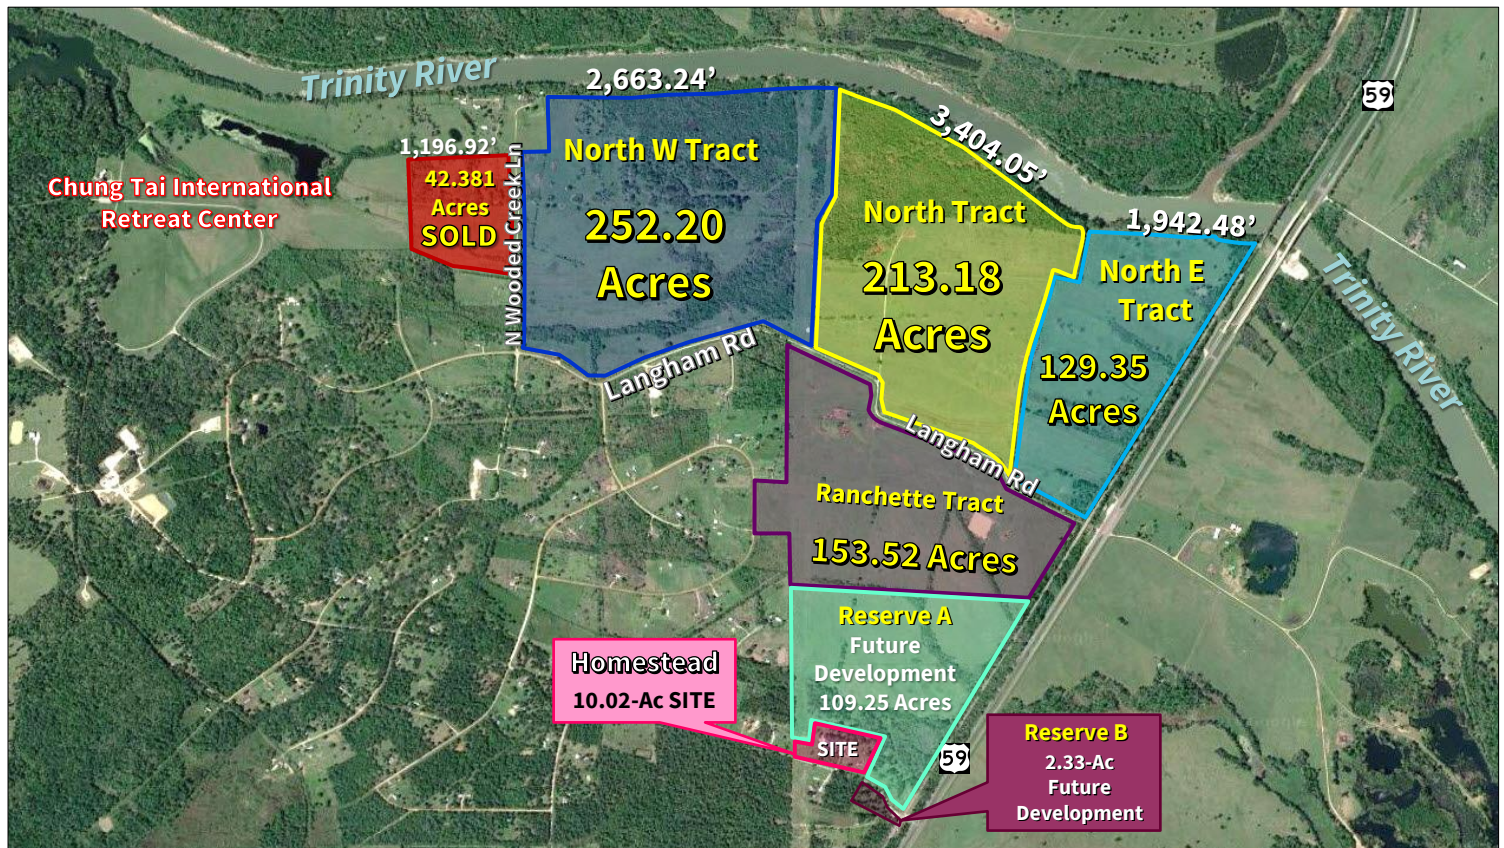 Trinity River
2,663.24’
59
3,404.05’
1,196.92’
North W Tract
Chung Tai International
Retreat Center
42.381
Acres
SOLD
N Wooded Creek Ln
252.20
Acres
North Tract
213.18
Acres
1,942.48’
North E
Tract
129.35
Acres
Trinity River
Langham Rd
Langham Rd
Ranchette Tract
153.52 Acres
Reserve A
Future
Development
109.25 Acres
Homestead
10.02-Ac SITE
SITE
59
Reserve B
2.33-Ac
Future
Development